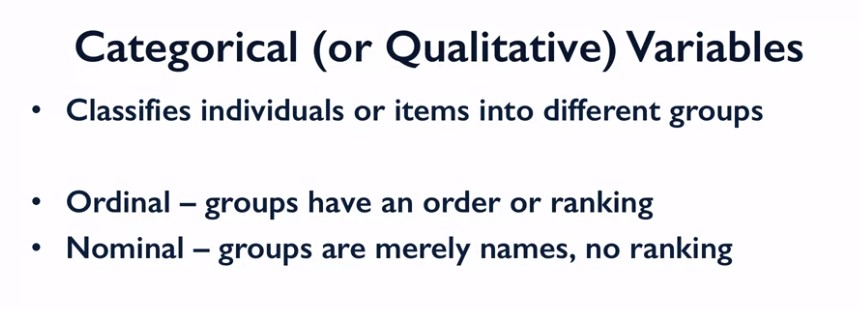 Categorical (or Qualitative) Variables
• Classifies individuals or items into different groups
• Ordinal – groups have an order or ranking
• Nominal – groups are merely names, no ranking